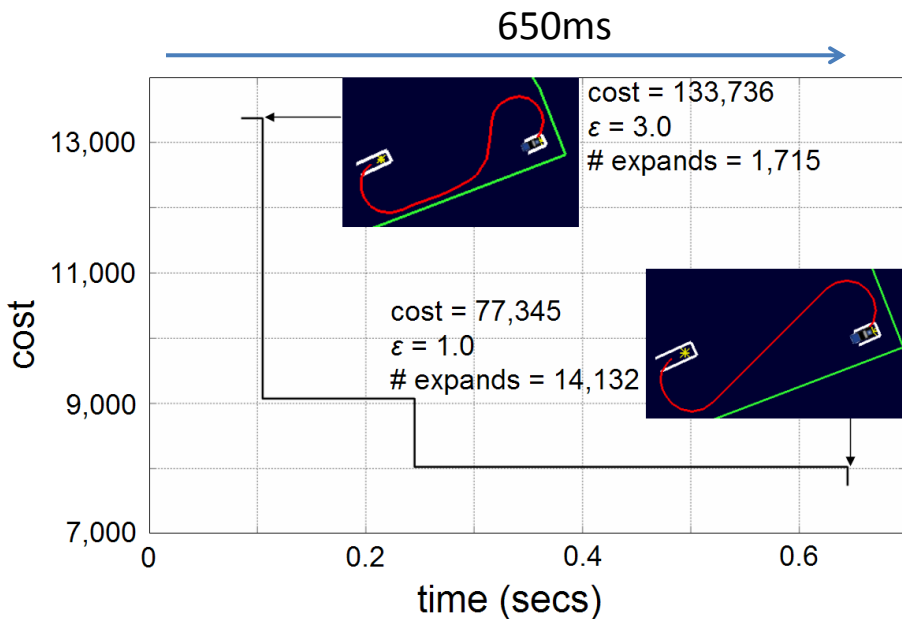 650ms
cost = 133,736
ε = 3.0
# expands = 1,715
13,000
11,000
cost = 77,345
ε = 1.0
# expands = 14,132
cost
9,000
7,000
0
0.2
0.4
0.6
time (secs)